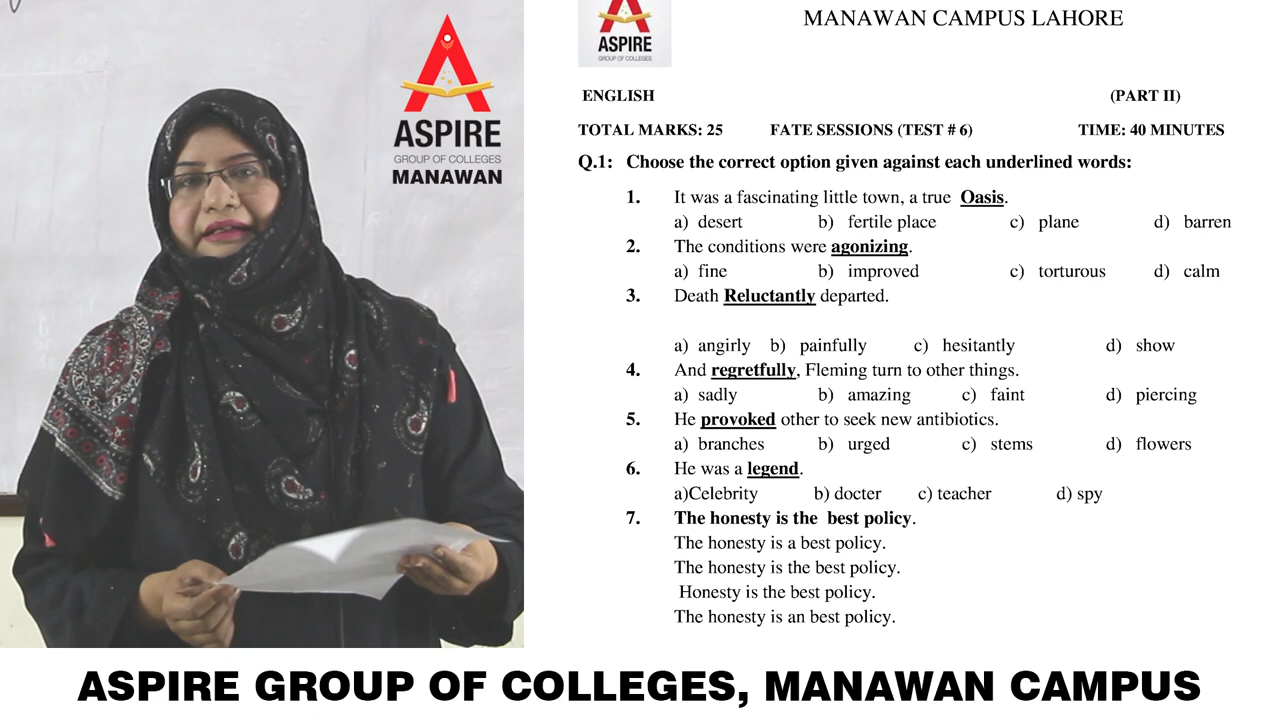 ASPIRE
GROUP OF COLLEGES
MANAWAN
ASPIRE
GROUP OF COLLEGES
MANAWAN CAMPUS LAHORE
ENGLISH (PART II)
TOTAL MARKS: 25 FATE SESSIONS (TEST # 6) TIME: 40 MINUTES
Q.1: Choose the correct option given against each underlined words:
1. It was a fascinating little town, a true Oasis.
a) desert b) fertile place c) plane d) barren
2. The conditions were agonizing.
a) fine b) improved c) torturous d) calm
3. Death Reluctantly departed.
a) angirly b) painfully c) hesitantly d) show
4. And regretfully, Fleming turn to other things.
a) sadly b) amazing c) faint d) piercing
5. He provoked other to seek new antibiotics.
a) branches b) urged c) stems d) flowers
6. He was a legend.
a)Celebrity b) docter c) teacher d) spy
7. The honesty is the best policy.
The honesty is a best policy.
The honesty is the best policy.
Honesty is the best policy.
The honesty is an best policy.
ASPIRE GROUP OF COLLEGES, MANAWAN CAMPUS